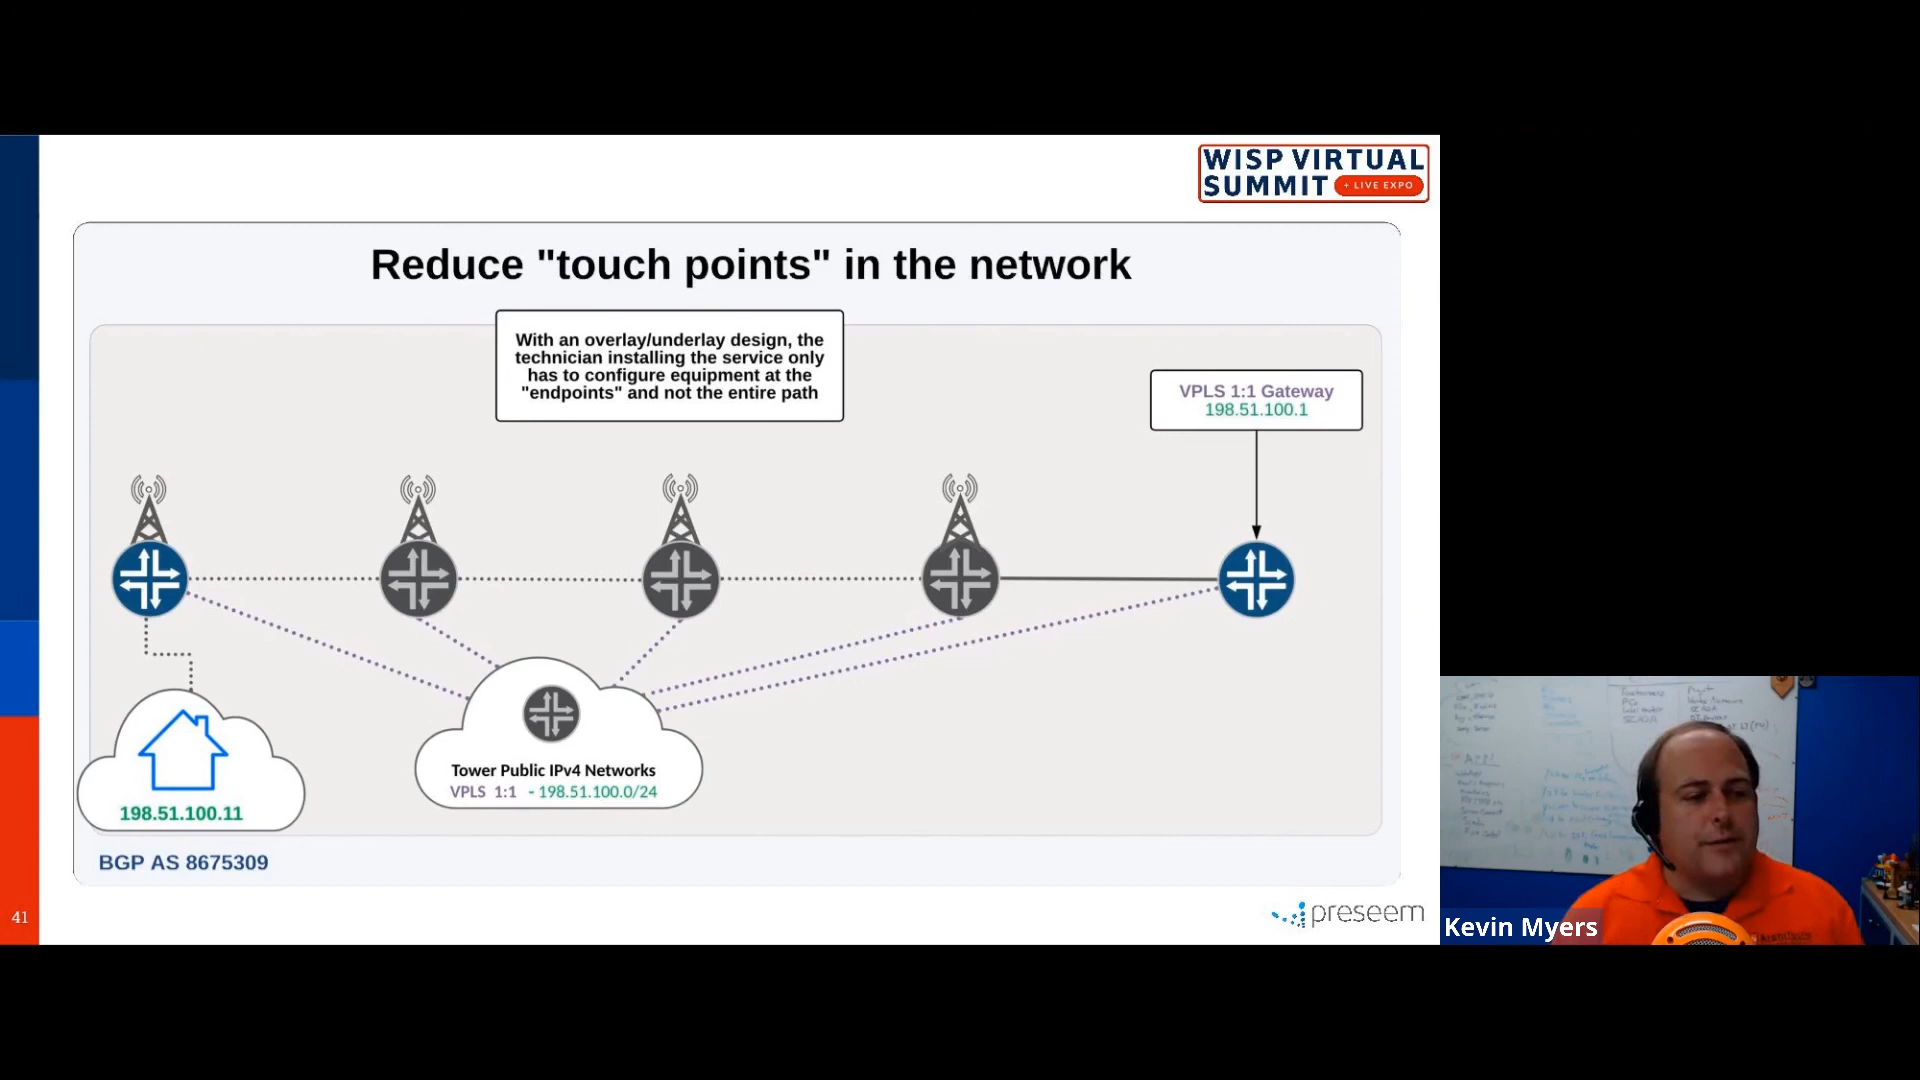 WISP VIRTUAL
SUMMIT + LIVE EXPO
Reduce "touch points" in the network
With an overlay/underlay design, the
technician installing the service only
has to configure equipment at the
"endpoints" and not the entire path
VPLS 1:1 Gateway
198.51.100.1
Tower Public IPv4 Networks
VPLS 1:1 - 198.51.100.0/24
198.51.100.11
BGP AS 8675309
41
preseem
Kevin Myers